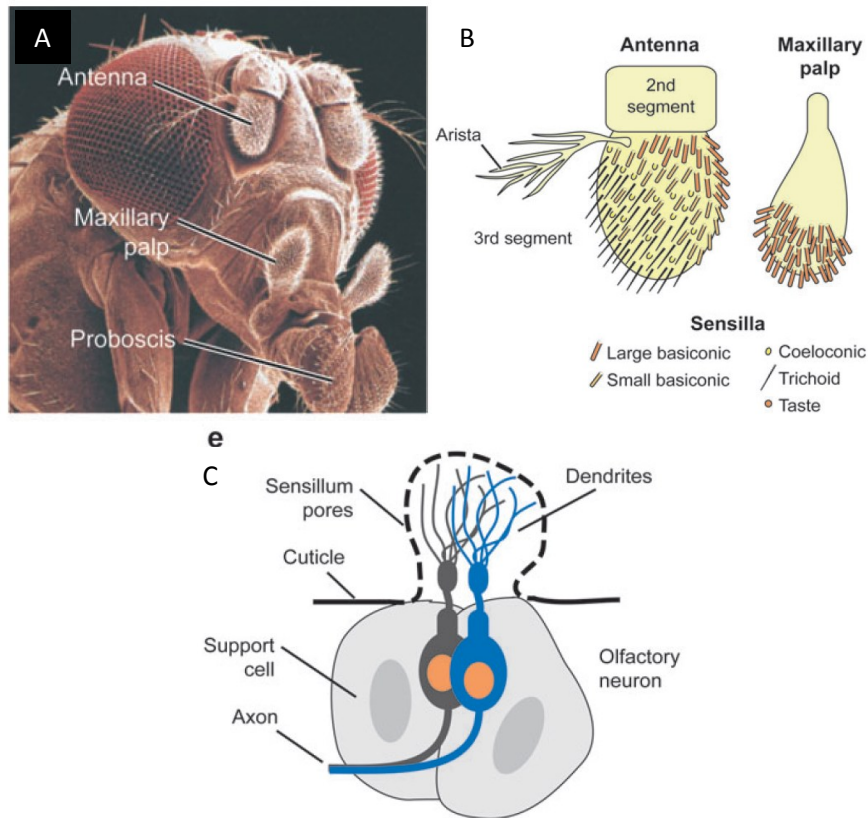 A
Antenna
Maxillary
palp
Proboscis
B
Antenna
Maxillary
palp
2nd
segment
Arista
3rd segment
Sensilla
Large basiconic
Small basiconic
Coeloconic
Trichoid
Taste
e
C
Sensillum
pores
Dendrites
Cuticle
Support
cell
Olfactory
neuron
Axon